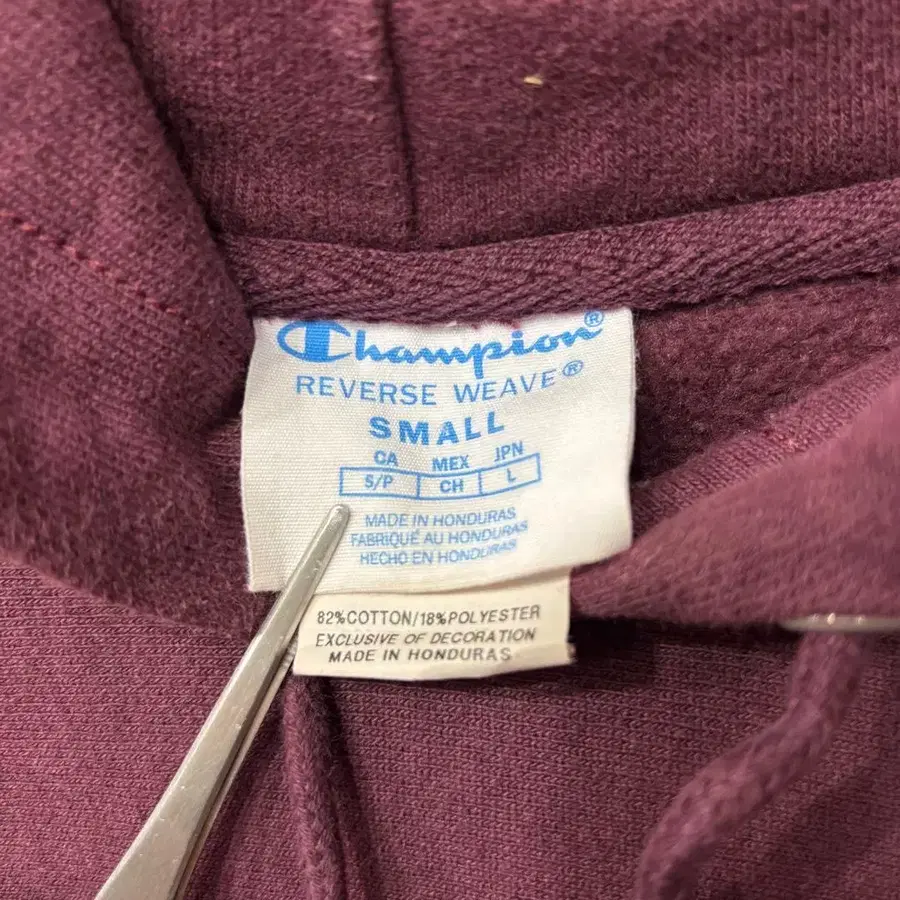 Champion®
REVERSE WEAVE®
SMALL
CA MEX JPN
S/P CH L
MADE IN HONDURAS
FABRIQUÉ AU HONDURAS
HECHO EN HONDURAS
82%COTTON/18%POLYESTER
EXCLUSIVE OF DECORATION
MADE IN HONDURAS